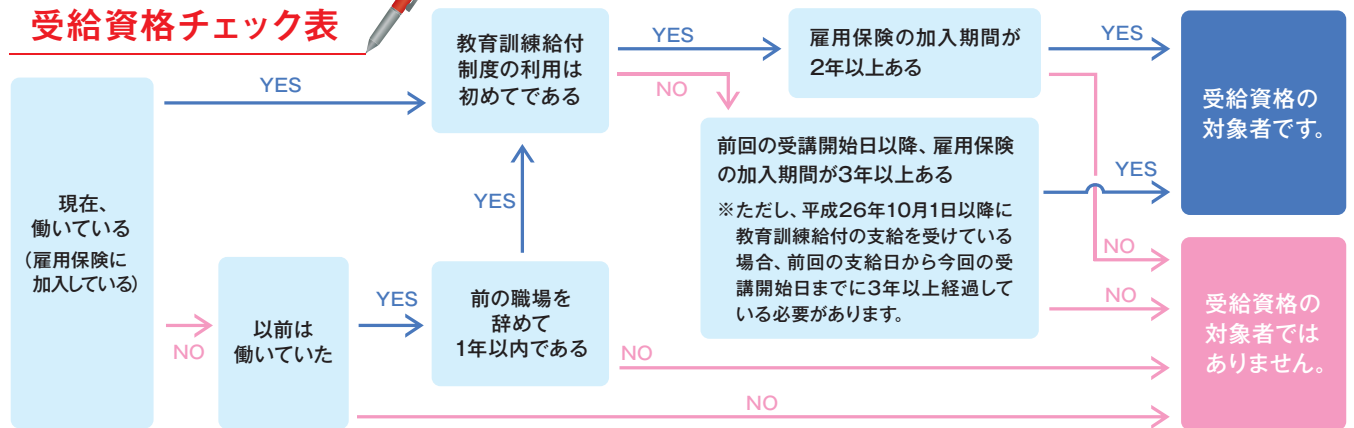 受給資格チェック表
現在、
働いている
(雇用保険に
加入している)
YES
NO
以前は
働いていた
YES
NO
前の職場を
辞めて
1年以内である
YES
NO
教育訓練給付
制度の利用は
初めてである
YES
NO
雇用保険の加入期間が
2年以上ある
YES
NO
前回の受講開始日以降、雇用保険
の加入期間が3年以上ある
※ただし、平成26年10月1日以降に
教育訓練給付の支給を受けている
場合、前回の支給日から今回の受
講開始日までに3年以上経過して
いる必要があります。
YES
NO
受給資格の
対象者です。
受給資格の
対象者では
ありません。